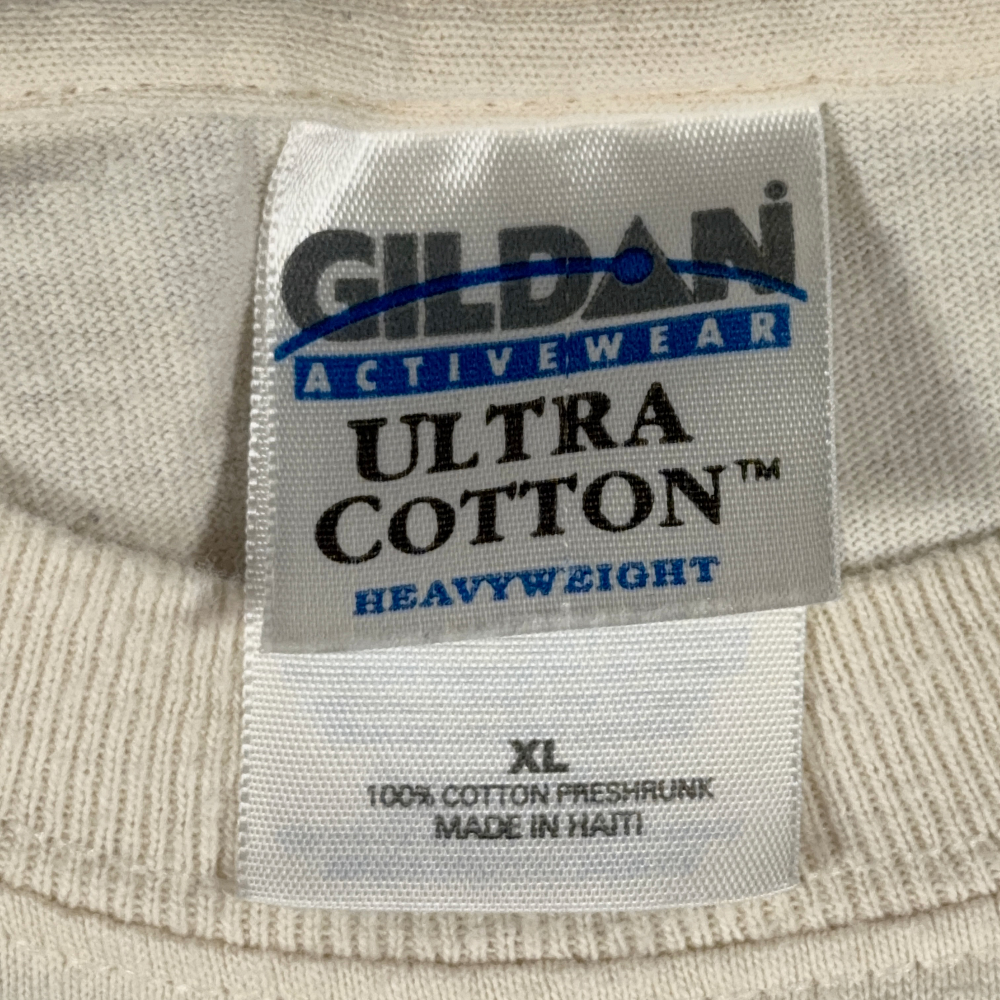 GILDAN®
ACTIVEWEAR
ULTRA
COTTON™
HEAVYWEIGHT
XL
100% COTTON PRESHRUNK
MADE IN HAITI